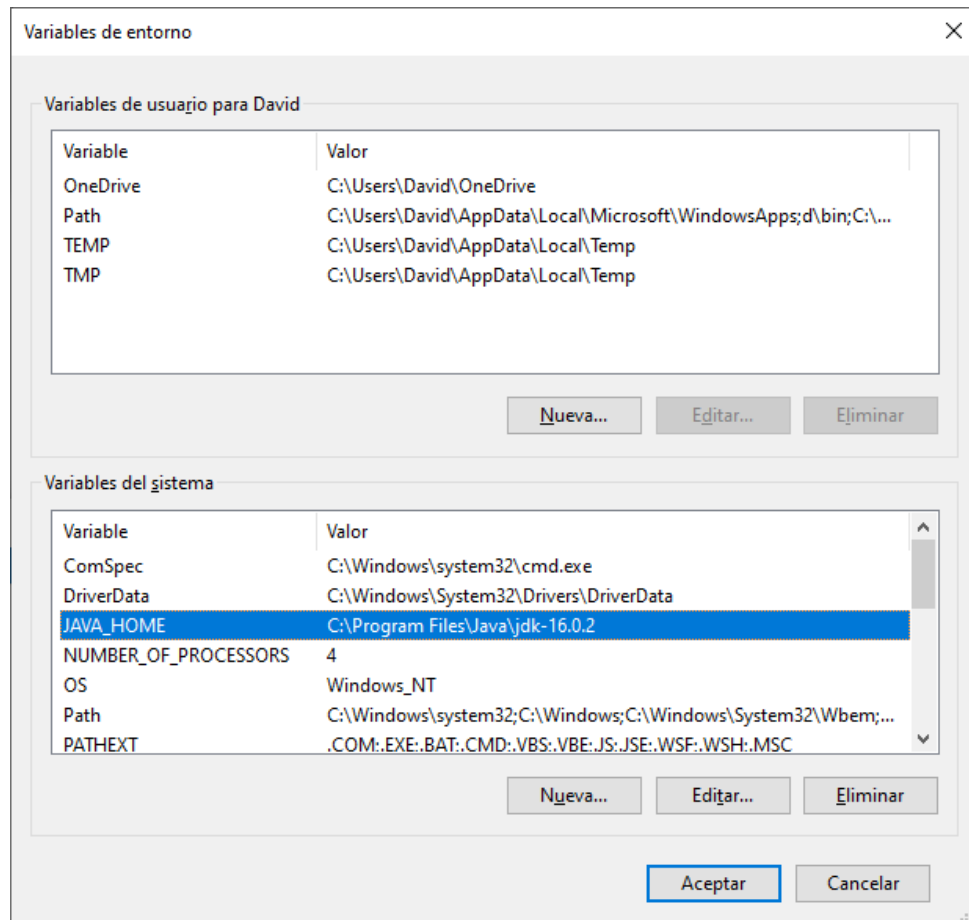 Variables de entorno
Variables de usuario para David
Variable Valor
OneDrive C:\Users\David\OneDrive
Path C:\Users\David\AppData\Local\Microsoft\WindowsApps;d\bin;C:\...
TEMP C:\Users\David\AppData\Local\Temp
TMP C:\Users\David\AppData\Local\Temp
Nueva... Editar... Eliminar
Variables del sistema
Variable Valor
ComSpec C:\Windows\system32\cmd.exe
DriverData C:\Windows\System32\Drivers\DriverData
JAVA_HOME C:\Program Files\Java\jdk-16.0.2
NUMBER_OF_PROCESSORS 4
OS Windows_NT
Path C:\Windows\system32;C:\Windows;C:\Windows\System32\Wbem;...
PATHEXT .COM;.EXE;.BAT;.CMD;.VBS;.VBE;.JS;.JSE;.WSF;.WSH;.MSC
Nueva... Editar... Eliminar
Aceptar Cancelar